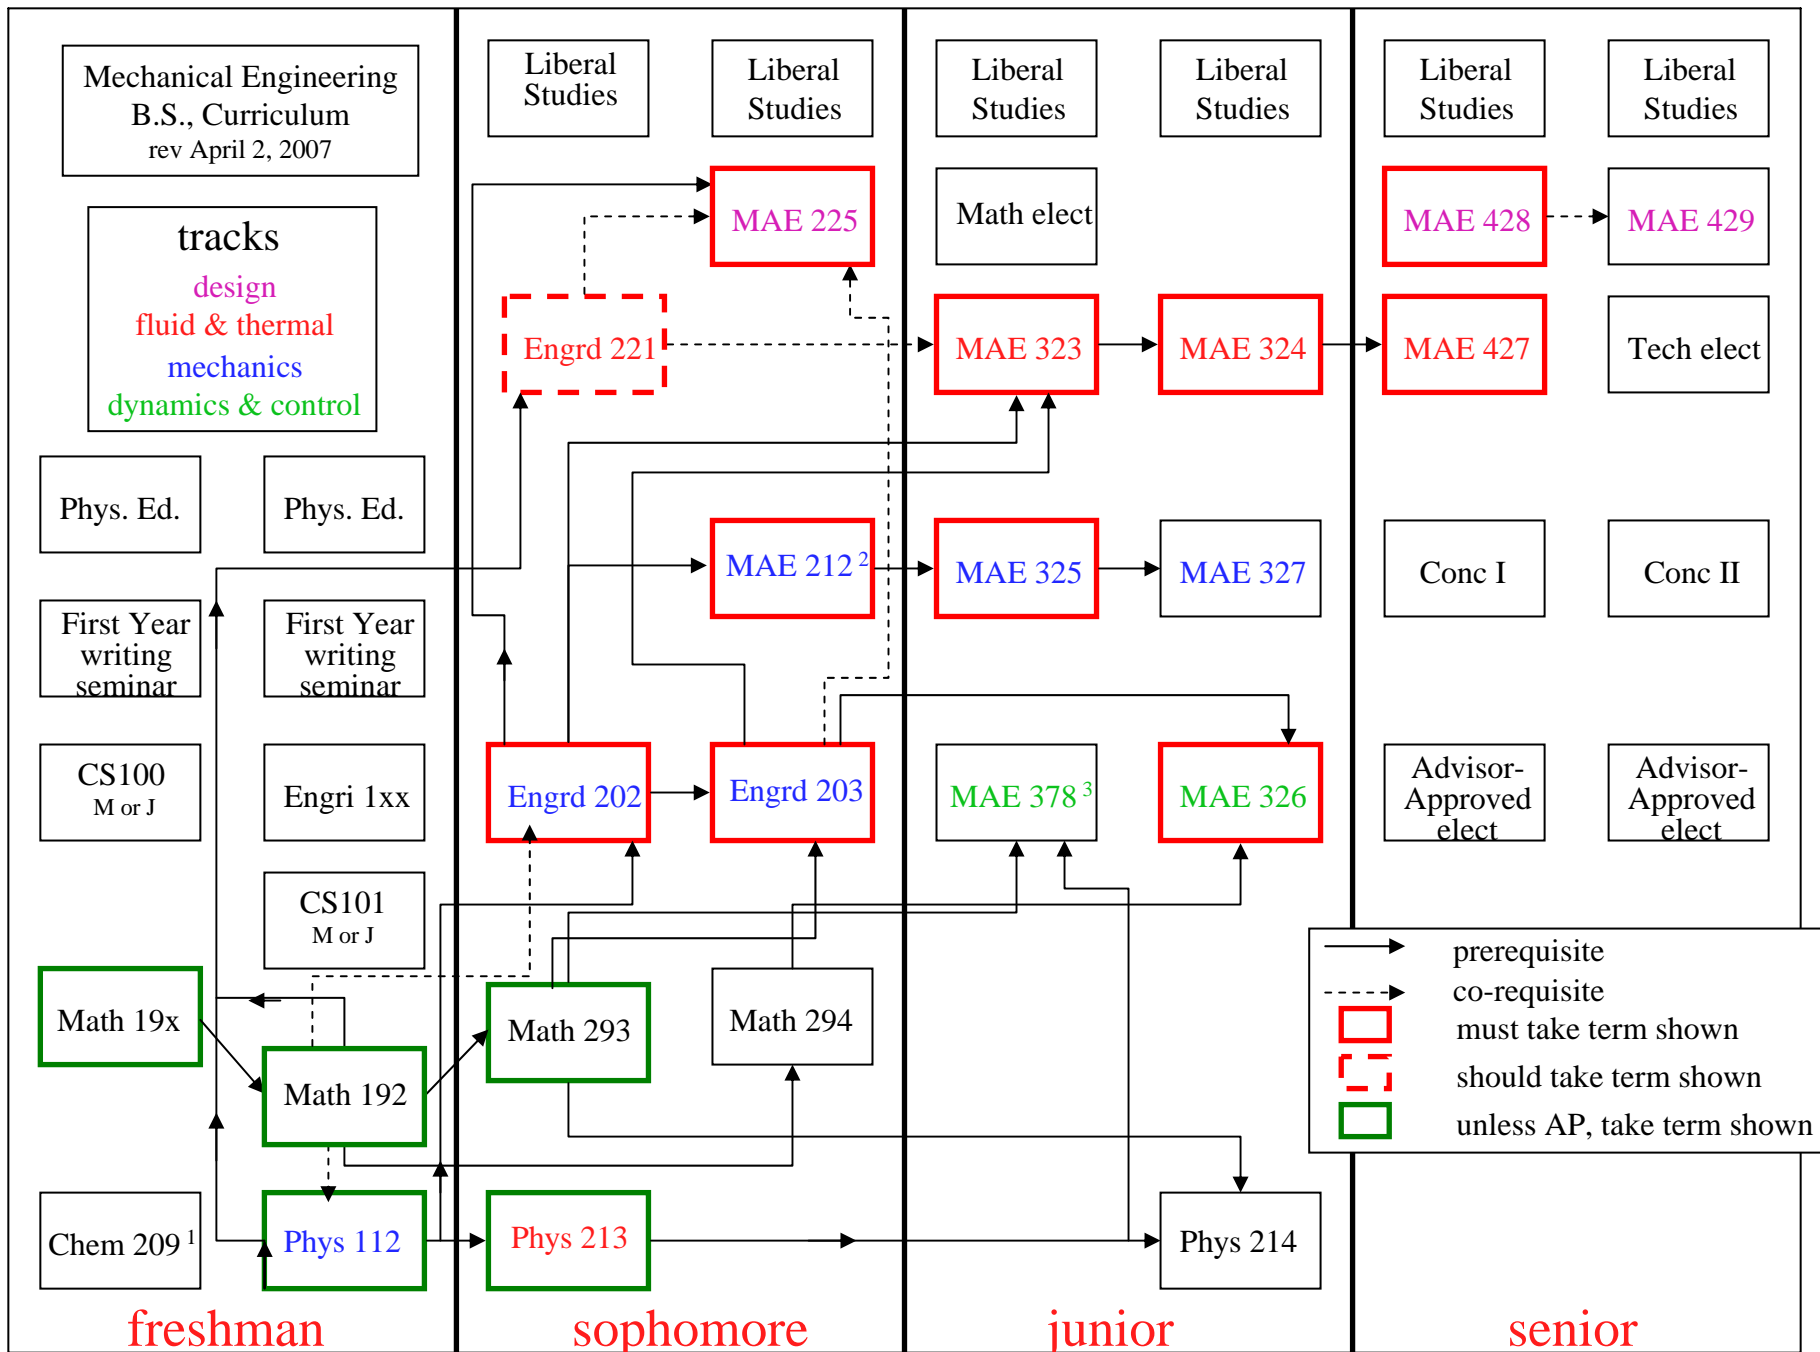 Mechanical Engineering
B.S., Curriculum
rev April 2, 2007
tracks
design
fluid & thermal
mechanics
dynamics & control
Phys. Ed.
Phys. Ed.
First Year
writing
seminar
First Year
writing
seminar
CS100
M or J
Engri 1xx
CS101
M or J
Math 19x
Math 192
Chem 209 1
Phys 112
freshman
Liberal
Studies
Liberal
Studies
MAE 225
Engrd 221
MAE 212 2
Engrd 202
Engrd 203
Math 293
Math 294
Phys 213
sophomore
Liberal
Studies
Liberal
Studies
Math elect
MAE 323
MAE 324
MAE 325
MAE 327
MAE 378 3
MAE 326
Phys 214
junior
Liberal
Studies
Liberal
Studies
MAE 428
MAE 429
MAE 427
Tech elect
Conc I
Conc II
Advisor-
Approved
elect
Advisor-
Approved
elect
prerequisite
co-requisite
must take term shown
should take term shown
unless AP, take term shown
senior